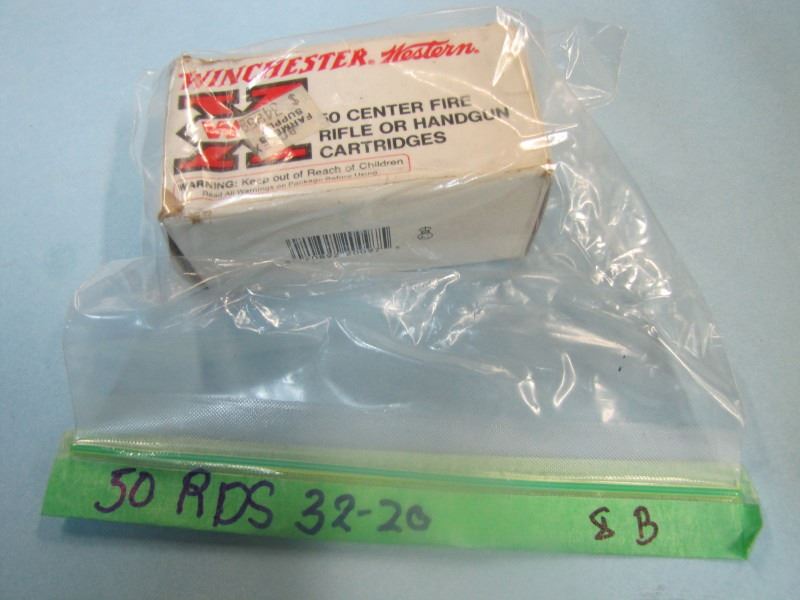 WINCHESTER Western
50 CENTER FIRE
RIFLE OR HANDGUN
CARTRIDGES
WARNING: Keep out of Reach of Children
Read All Warnings on Package Before Using.
50 RDS 32-20
8 B